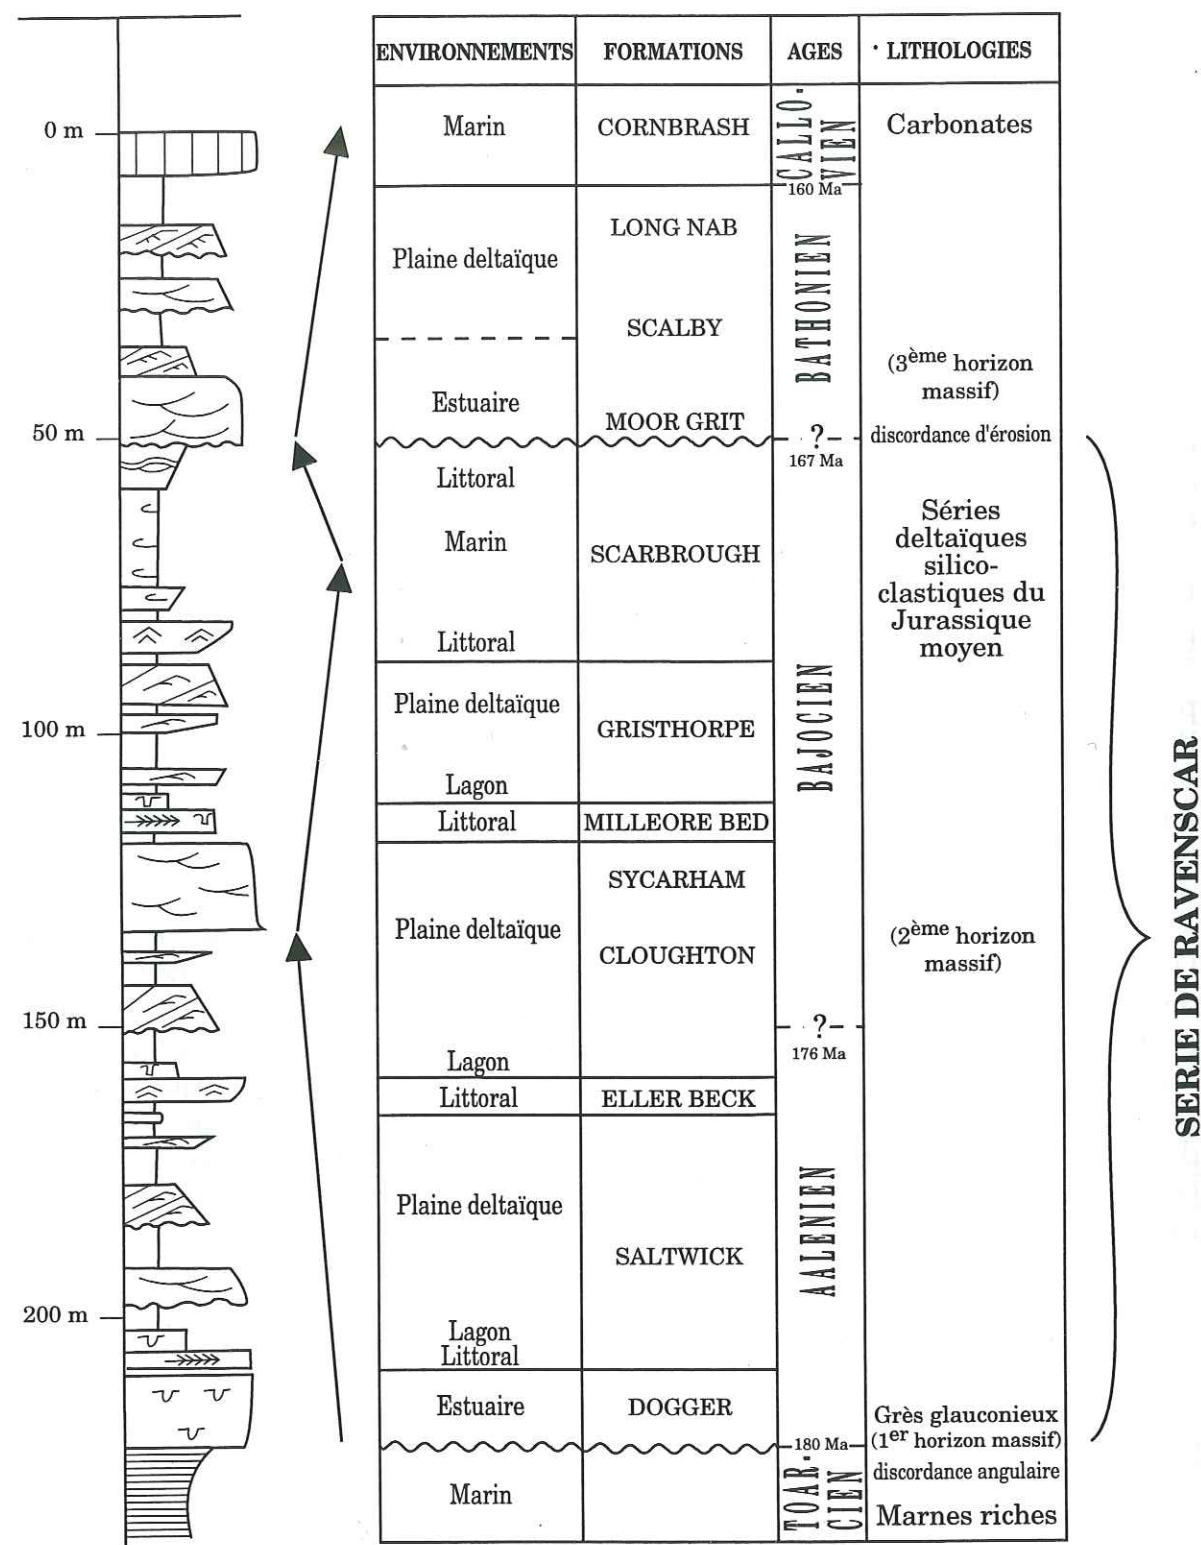 ENVIRONNEMENTS FORMATIONS AGES LITHOLOGIES
0 m Marin CORNBRASH CALLO-
VIEN Carbonates
160 Ma
LONG NAB
Plaine deltaïque
BATHONIEN
SCALBY
(3ème horizon
massif)
Estuaire
MOOR GRIT
50 m ? discordance d'érosion
167 Ma
Littoral
Séries
deltaïques
silico-
clastiques du
Jurassique
moyen
Marin SCARBROUGH
Littoral
BAJOCIEN
Plaine deltaïque
100 m GRISTHORPE
Lagon
Littoral MILLEORE BED
SYCARHAM
Plaine deltaïque
CLOUGHTON
(2ème horizon
massif)
SERIE DE RAVENSCAR
150 m ?
176 Ma
Lagon
Littoral ELLER BECK
AALENIEN
Plaine deltaïque
SALTWICK
200 m
Lagon
Littoral
Estuaire DOGGER
Grès glauconieux
(1er horizon massif)
180 Ma
TOAR-
CIEN
discordance angulaire
Marin
Marnes riches